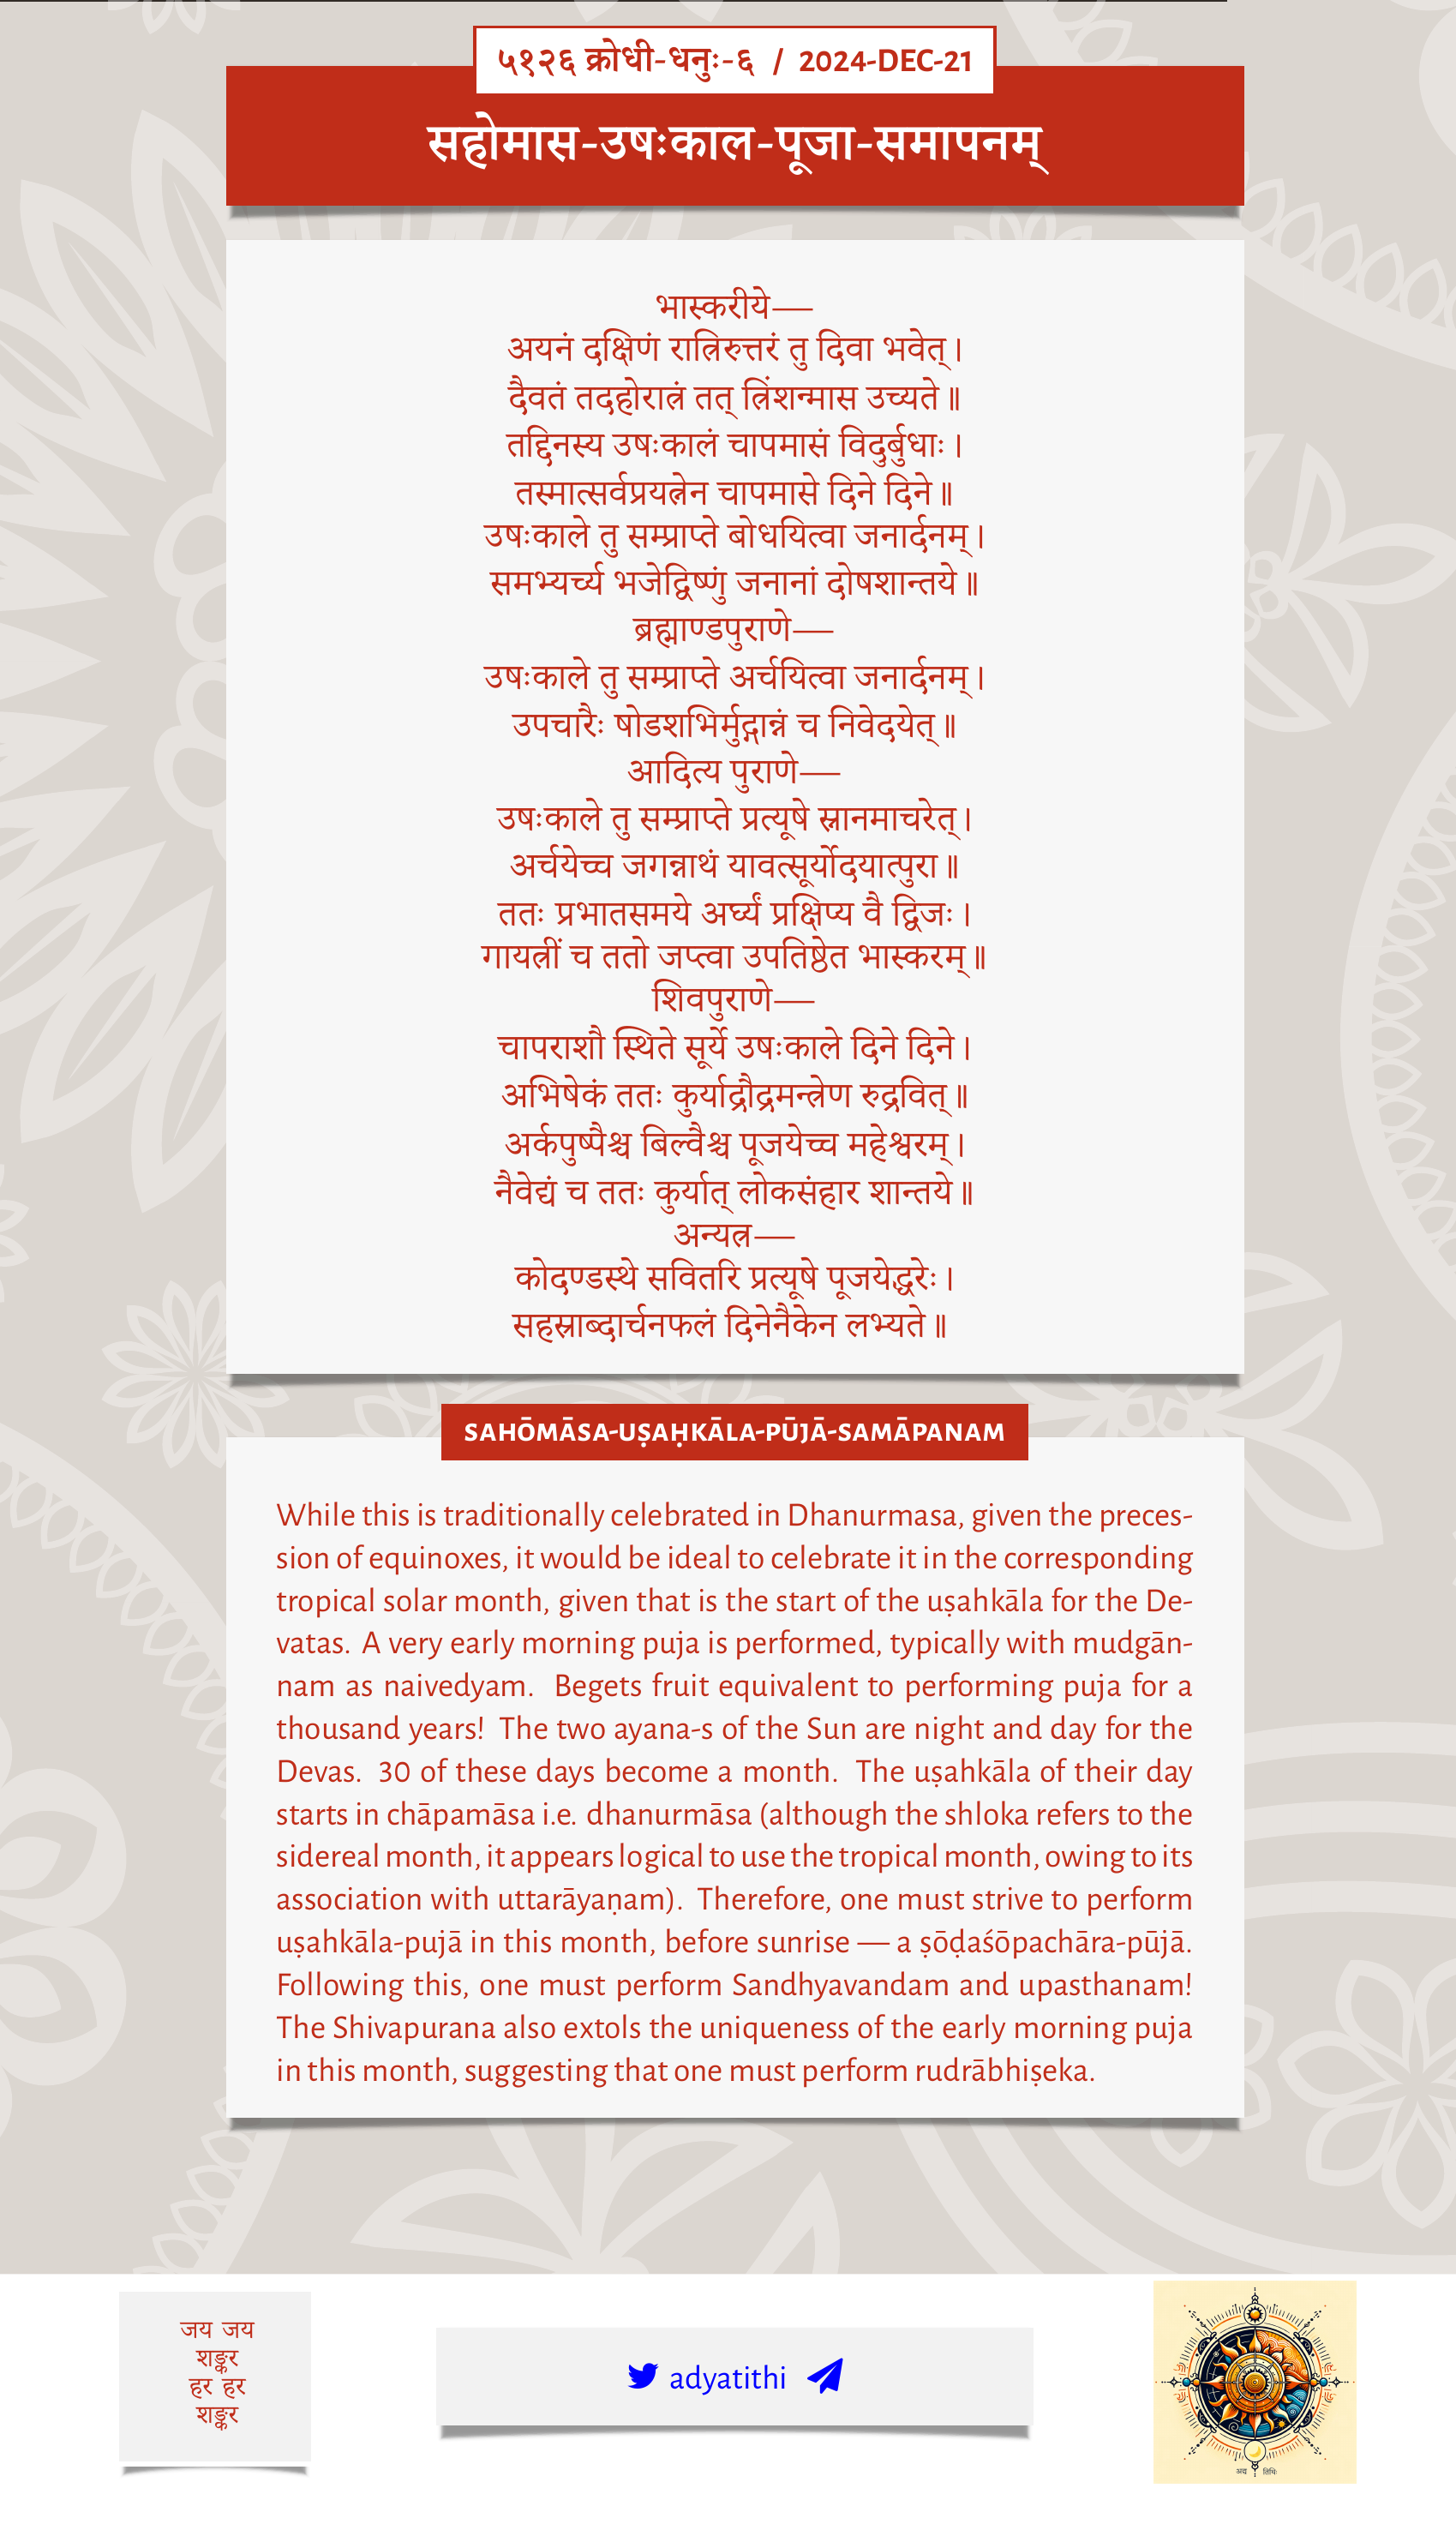 ५१२६ क्रोधी-धनुः-६ / 2024-DEC-21
सहोमास-उषःकाल-पूजा-समापनम्
भास्करीये—
अयनं दक्षिणं रात्रिरुत्तरं तु दिवा भवेत्।
दैवतं तदहोरात्रं तत् त्रिंशन्मास उच्यते॥
तद्दिनस्य उषःकालं चापमासं विदुर्बुधाः।
तस्मात्सर्वप्रयत्नेन चापमासे दिने दिने॥
उषःकाले तु सम्प्राप्ते बोधयित्वा जनार्दनम्।
समभ्यर्च्य भजेद्विष्णुं जनानां दोषशान्तये॥
ब्रह्माण्डपुराणे—
उषःकाले तु सम्प्राप्ते अर्चयित्वा जनार्दनम्।
उपचारैः षोडशभिर्मुद्गान्नं च निवेदयेत्॥
आदित्य पुराणे—
उषःकाले तु सम्प्राप्ते प्रत्यूषे स्नानमाचरेत्।
अर्चयेच्च जगन्नाथं यावत्सूर्योदयात्पुरा॥
ततः प्रभातसमये अर्घ्यं प्रक्षिप्य वै द्विजः।
गायत्रीं च ततो जप्त्वा उपतिष्ठेत भास्करम्॥
शिवपुराणे—
चापराशौ स्थिते सूर्ये उषःकाले दिने दिने।
अभिषेकं ततः कुर्याद्रौद्रमन्त्रेण रुद्रवित्॥
अर्कपुष्पैश्च बिल्वैश्च पूजयेच्च महेश्वरम्।
नैवेद्यं च ततः कुर्यात् लोकसंहार शान्तये॥
अन्यत्र—
कोदण्डस्थे सवितरि प्रत्यूषे पूजयेद्धरेः।
सहस्राब्दार्चनफलं दिनेनैकेन लभ्यते॥
SAHŌMĀSA-UṢAḤKĀLA-PŪJĀ-SAMĀPANAM
While this is traditionally celebrated in Dhanurmasa, given the preces-
sion of equinoxes, it would be ideal to celebrate it in the corresponding
tropical solar month, given that is the start of the uṣahkāla for the De-
vatas. A very early morning puja is performed, typically with mudgān-
nam as naivedyam. Begets fruit equivalent to performing puja for a
thousand years! The two ayana-s of the Sun are night and day for the
Devas. 30 of these days become a month. The uṣahkāla of their day
starts in chāpamāsa i.e. dhanurmāsa (although the shloka refers to the
sidereal month, it appears logical to use the tropical month, owing to its
association with uttarāyaṇam). Therefore, one must strive to perform
uṣahkāla-pujā in this month, before sunrise — a ṣōḍaśōpachāra-pūjā.
Following this, one must perform Sandhyavandam and upasthanam!
The Shivapurana also extols the uniqueness of the early morning puja
in this month, suggesting that one must perform rudrābhiṣeka.
जय जय
शङ्कर
हर हर
शङ्कर
adyatithi
अद्य तिथिः